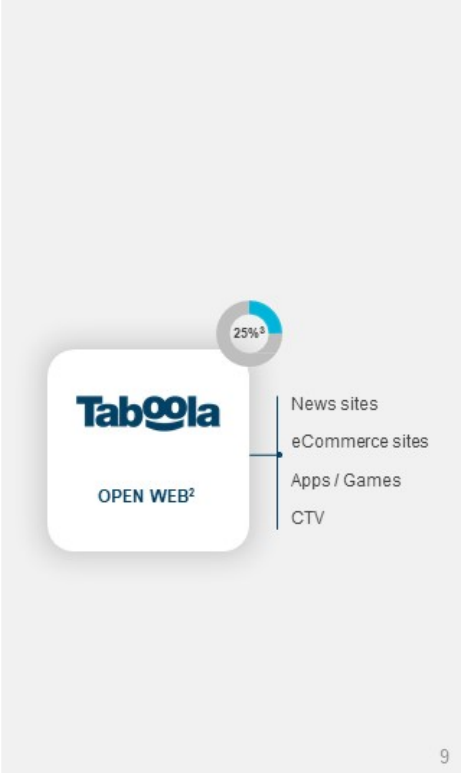 25%³
Taboola
OPEN WEB²
News sites
eCommerce sites
Apps / Games
CTV
9